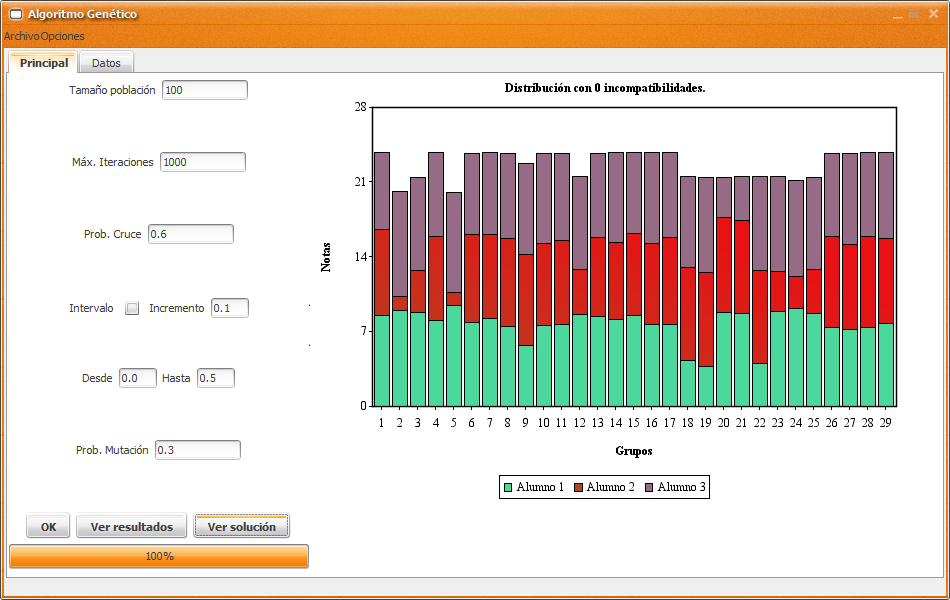 Algoritmo Genético
Archivo Opciones
Principal Datos
Tamaño población 100
Máx. Iteraciones 1000
Prob. Cruce 0.6
Intervalo Incremento 0.1
Desde 0.0 Hasta 0.5
Prob. Mutación 0.3
OK Ver resultados Ver solución
100%
Distribución con 0 incompatibilidades.
Notas
28
21
14
7
0
1 2 3 4 5 6 7 8 9 10 11 12 13 14 15 16 17 18 19 20 21 22 23 24 25 26 27 28 29
Grupos
Alumno 1 Alumno 2 Alumno 3